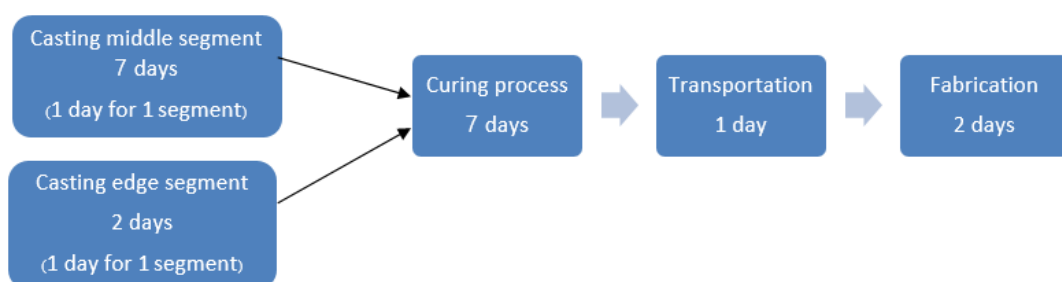 Casting middle segment
7 days
(1 day for 1 segment)
Casting edge segment
2 days
(1 day for 1 segment)
Curing process
7 days
Transportation
1 day
Fabrication
2 days